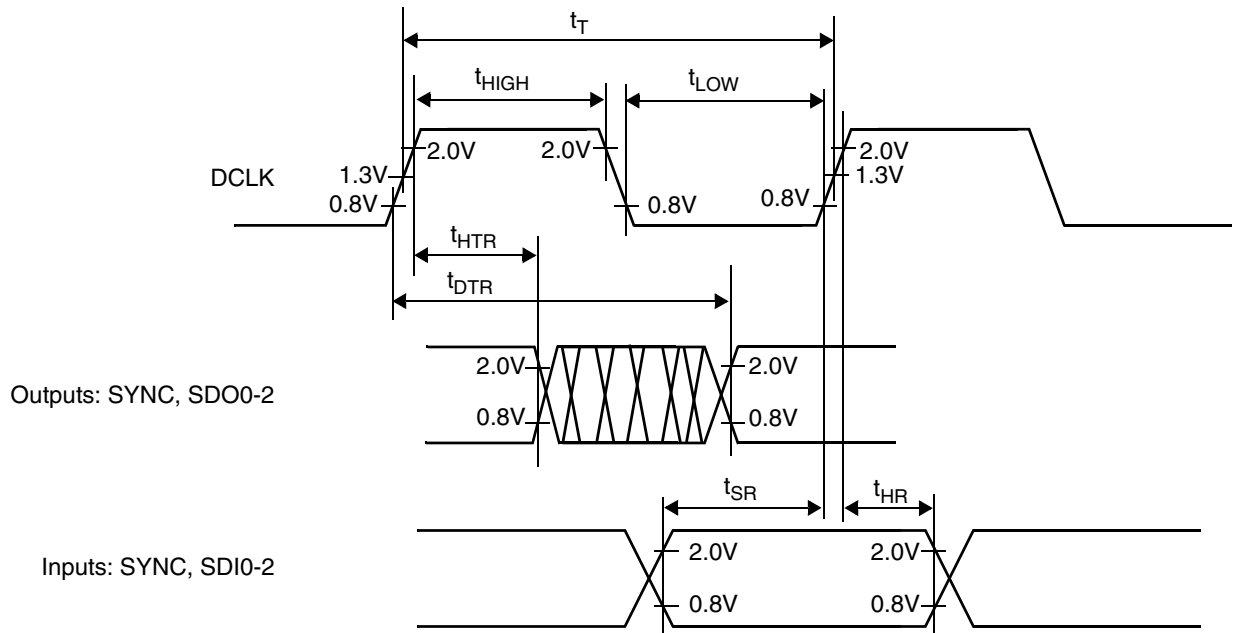 tT
tHIGH
tLOW
2.0V
2.0V
2.0V
DCLK
1.3V
1.3V
0.8V
0.8V
0.8V
tHTR
tDTR
2.0V
2.0V
Outputs: SYNC, SDO0-2
0.8V
0.8V
tSR
tHR
2.0V
2.0V
Inputs: SYNC, SDI0-2
0.8V
0.8V